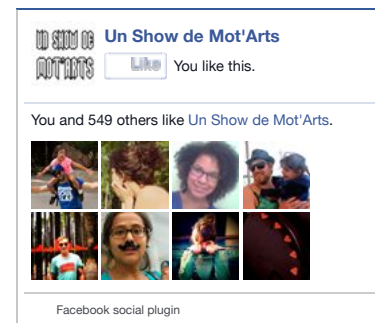 UN SHOW DE
MOT'ARTS
Un Show de Mot'Arts
Like You like this.
You and 549 others like Un Show de Mot'Arts.
Facebook social plugin